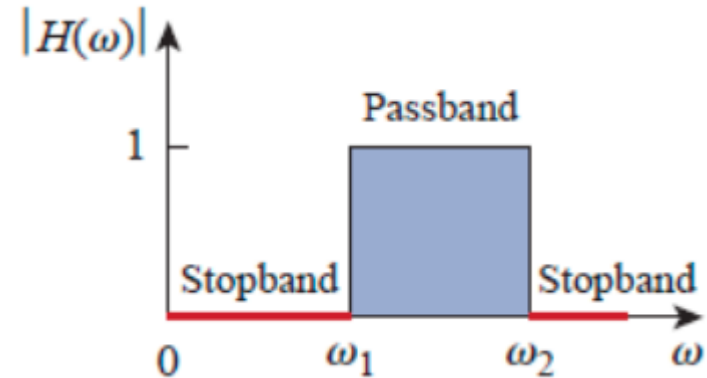 |H(ω)|
Passband
1
Stopband
Stopband
0
ω₁
ω₂
ω